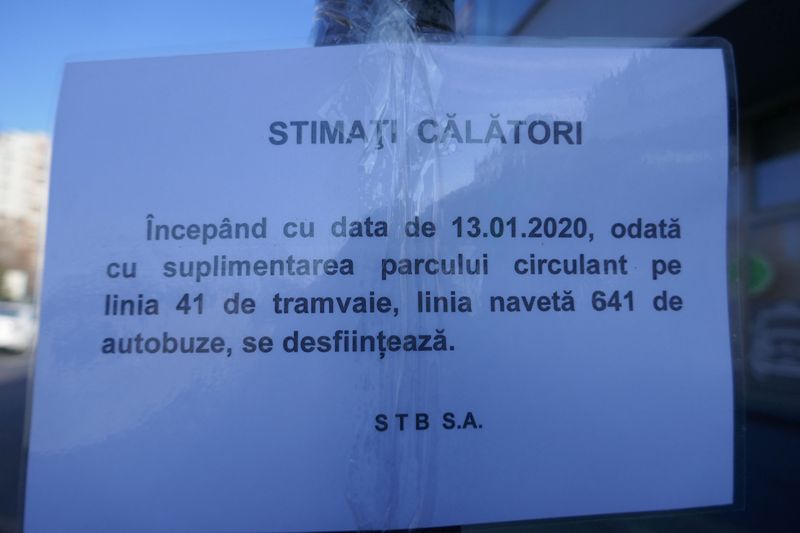 STIMAŢI CĂLĂTORI
Începând cu data de 13.01.2020, odată
cu suplimentarea parcului circulant pe
linia 41 de tramvaie, linia navetă 641 de
autobuze, se desfiinţează.
S T B S.A.